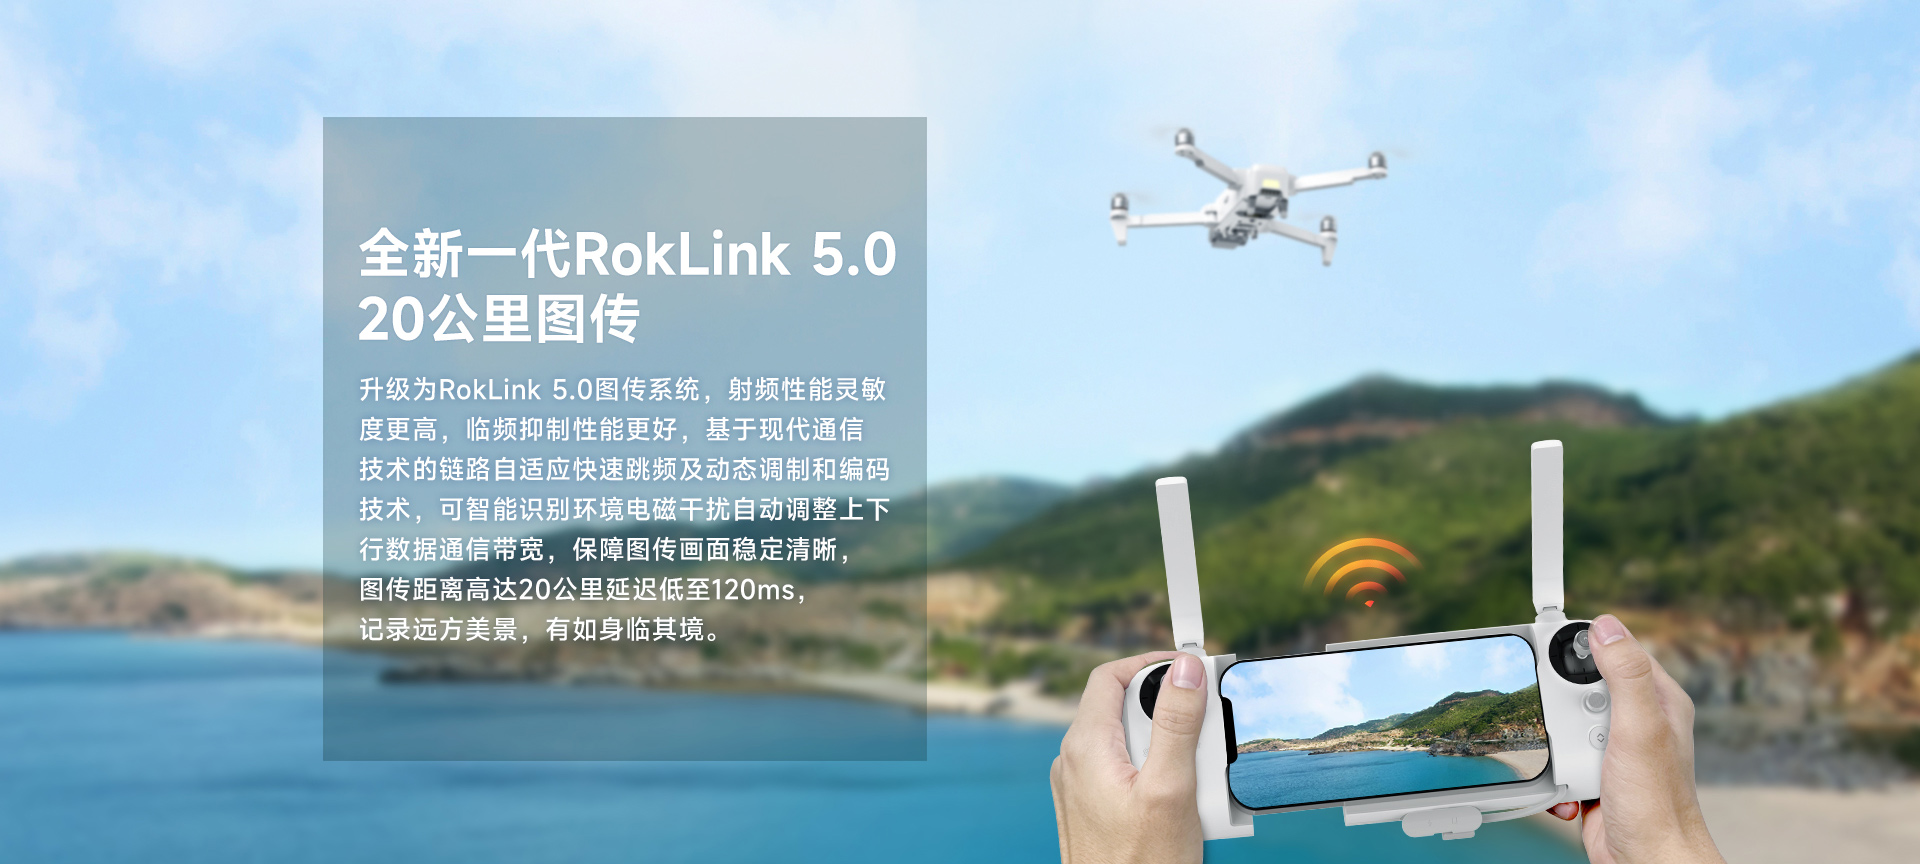 全新一代RokLink 5.0
20公里图传
升级为RokLink 5.0图传系统，射频性能灵敏
度更高，临频抑制性能更好，基于现代通信
技术的链路自适应快速跳频及动态调制和编码
技术，可智能识别环境电磁干扰自动调整上下
行数据通信带宽，保障图传画面稳定清晰，
图传距离高达20公里延迟低至120ms，
记录远方美景，有如身临其境。